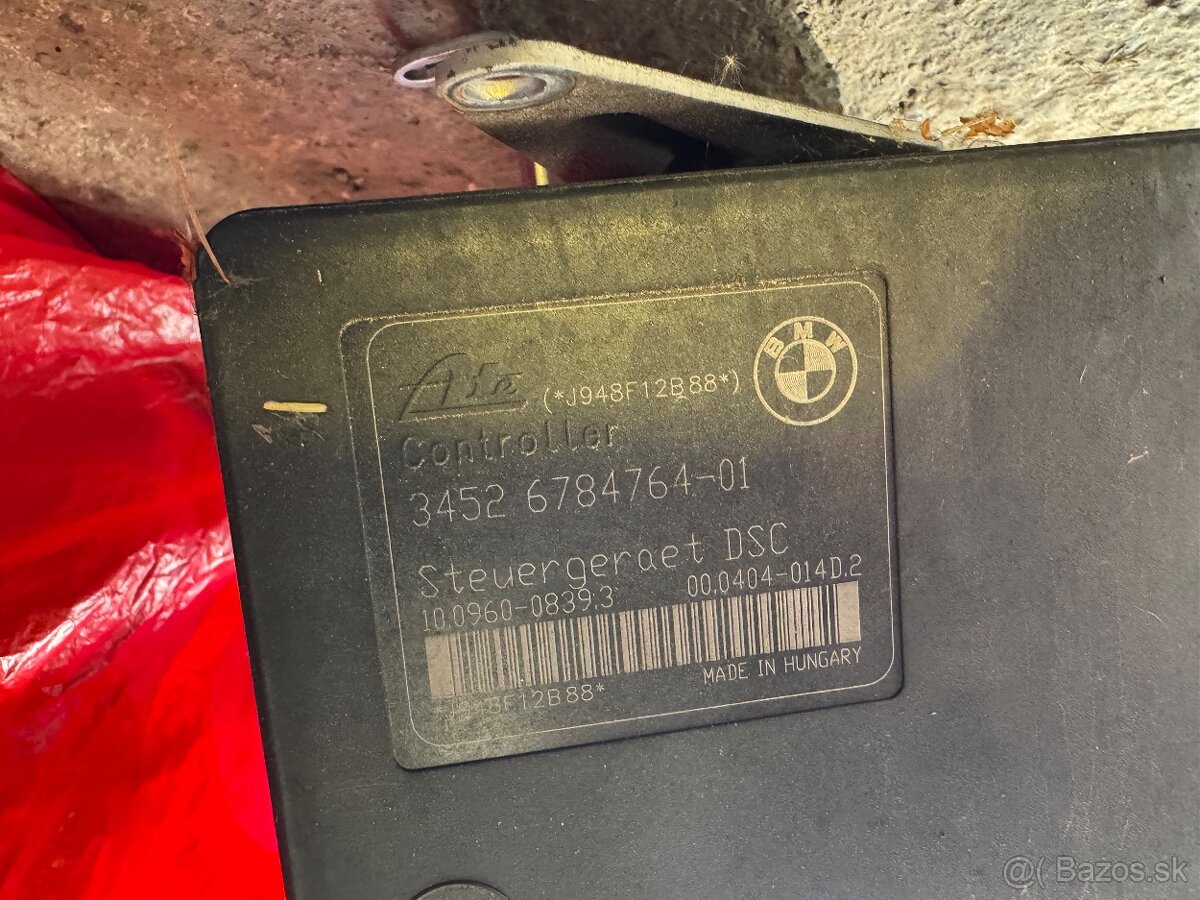 Ate (*J948F12B88*) BMW
Controller
3452 6784764-01
Steuergeraet DSC
10.0960-0839.3 00.0404-014D.2
MADE IN HUNGARY
*J948F12B88*
@( Bazos.sk